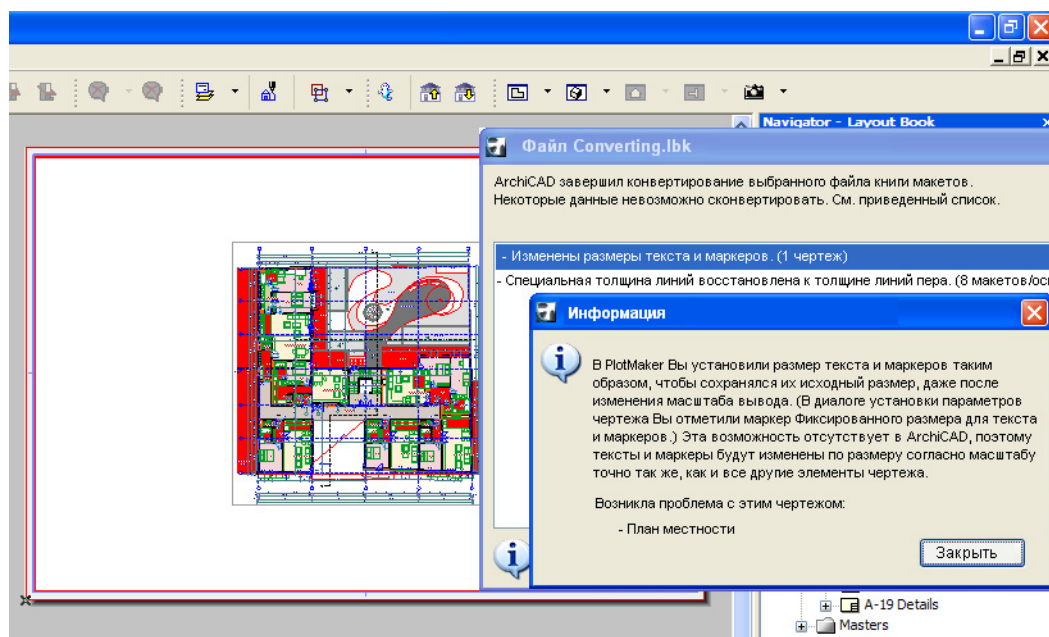 Navigator - Layout Book
Файл Converting.lbk
ArchiCAD завершил конвертирование выбранного файла книги макетов.
Некоторые данные невозможно сконвертировать. См. приведенный список.
- Изменены размеры текста и маркеров. (1 чертеж)
- Специальная толщина линий восстановлена к толщине линий пера. (8 макетов/осн
Информация
В PlotMaker Вы установили размер текста и маркеров таким
образом, чтобы сохранялся их исходный размер, даже после
изменения масштаба вывода. (В диалоге установки параметров
чертежа Вы отметили маркер Фиксированного размера для текста
и маркеров.) Эта возможность отсутствует в ArchiCAD, поэтому
тексты и маркеры будут изменены по размеру согласно масштабу
точно так же, как и все другие элементы чертежа.
Возникла проблема с этим чертежом:
- План местности
Закрыть
A-19 Details
Masters